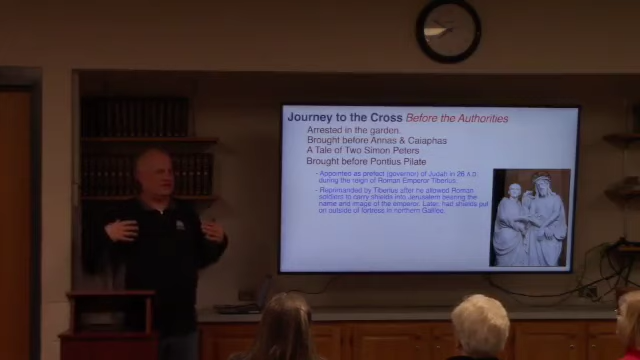 Journey to the Cross Before the Authorities
Arrested in the garden.
Brought before Annas & Caiaphas
A Tale of Two Simon Peters
Brought before Pontius Pilate
- Appointed as prefect (governor) of Judah in 26 A.D.
during the reign of Roman Emperor Tiberius.
- Reprimanded by Tiberius after he allowed Roman
soldiers to carry shields into Jerusalem bearing the
name and image of the emperor. Later, had shields put
on outside of fortress in northern Galilee.